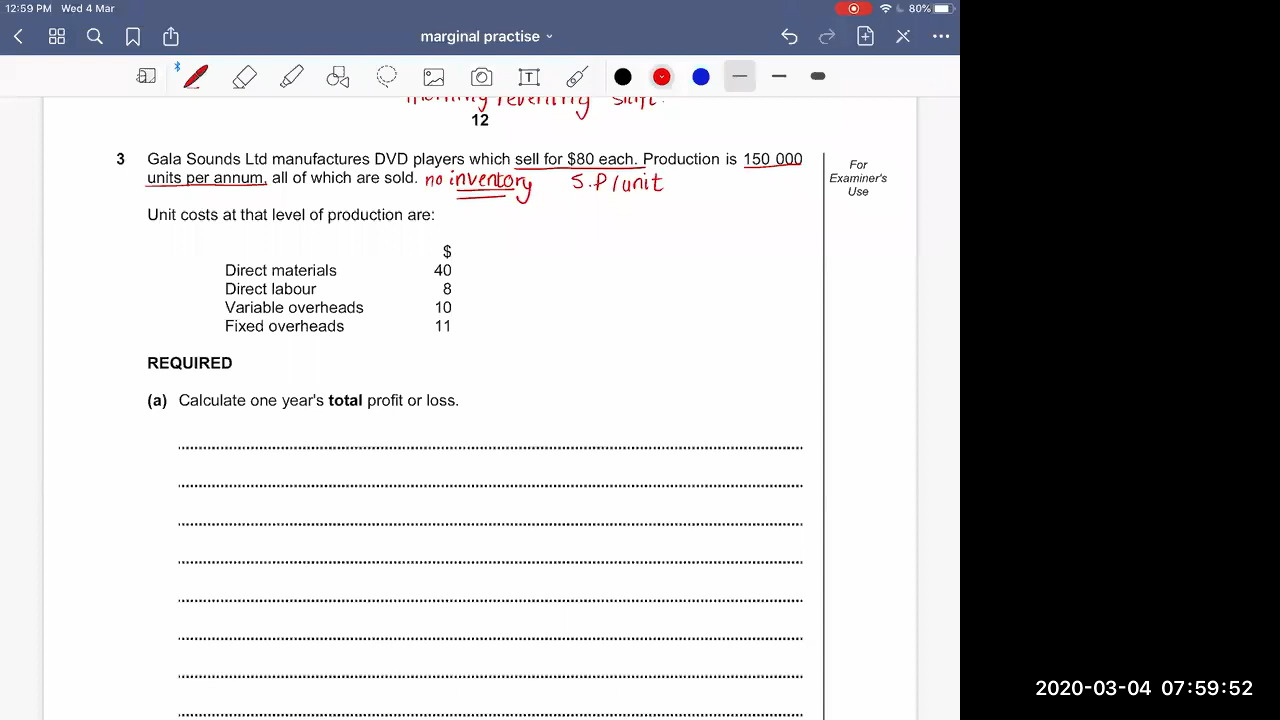 12:59 PM Wed 4 Mar
80%
marginal practise
T
shift.
12
3 Gala Sounds Ltd manufactures DVD players which sell for $80 each. Production is 150 000
For
units per annum, all of which are sold. no inventory S.P/unit
Examiner's
Use
Unit costs at that level of production are:
$
Direct materials 40
Direct labour 8
Variable overheads 10
Fixed overheads 11
REQUIRED
(a) Calculate one year's total profit or loss.
2020-03-04 07:59:52